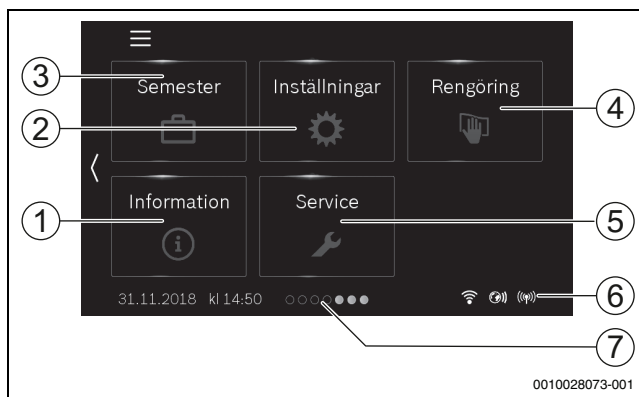 3
Semester
Inställningar
Rengöring
4
2
Information
Service
1
5
31.11.2018 kl 14:50
6
7
0010028073-001